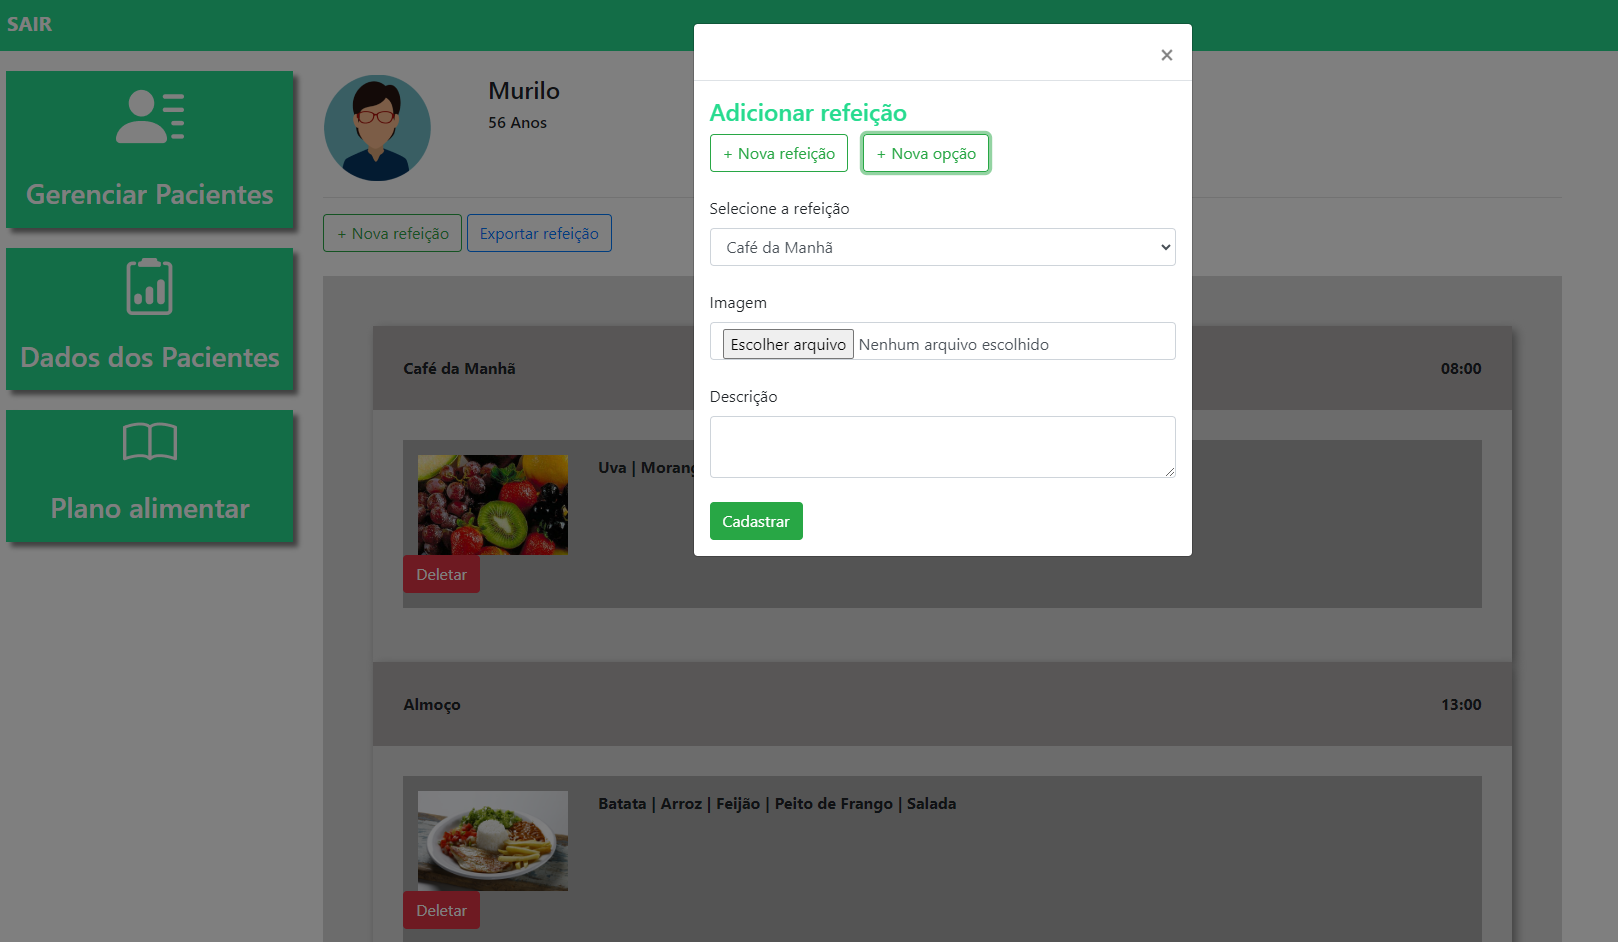 SAIR
Gerenciar Pacientes
Dados dos Pacientes
Plano alimentar
Murilo
56 Anos
+ Nova refeição
Exportar refeição
Café da Manhã
08:00
Uva | Morang
Deletar
Almoço
13:00
Batata | Arroz | Feijão | Peito de Frango | Salada
Deletar
×
Adicionar refeição
+ Nova refeição
+ Nova opção
Selecione a refeição
Café da Manhã
Imagem
Escolher arquivo Nenhum arquivo escolhido
Descrição
Cadastrar